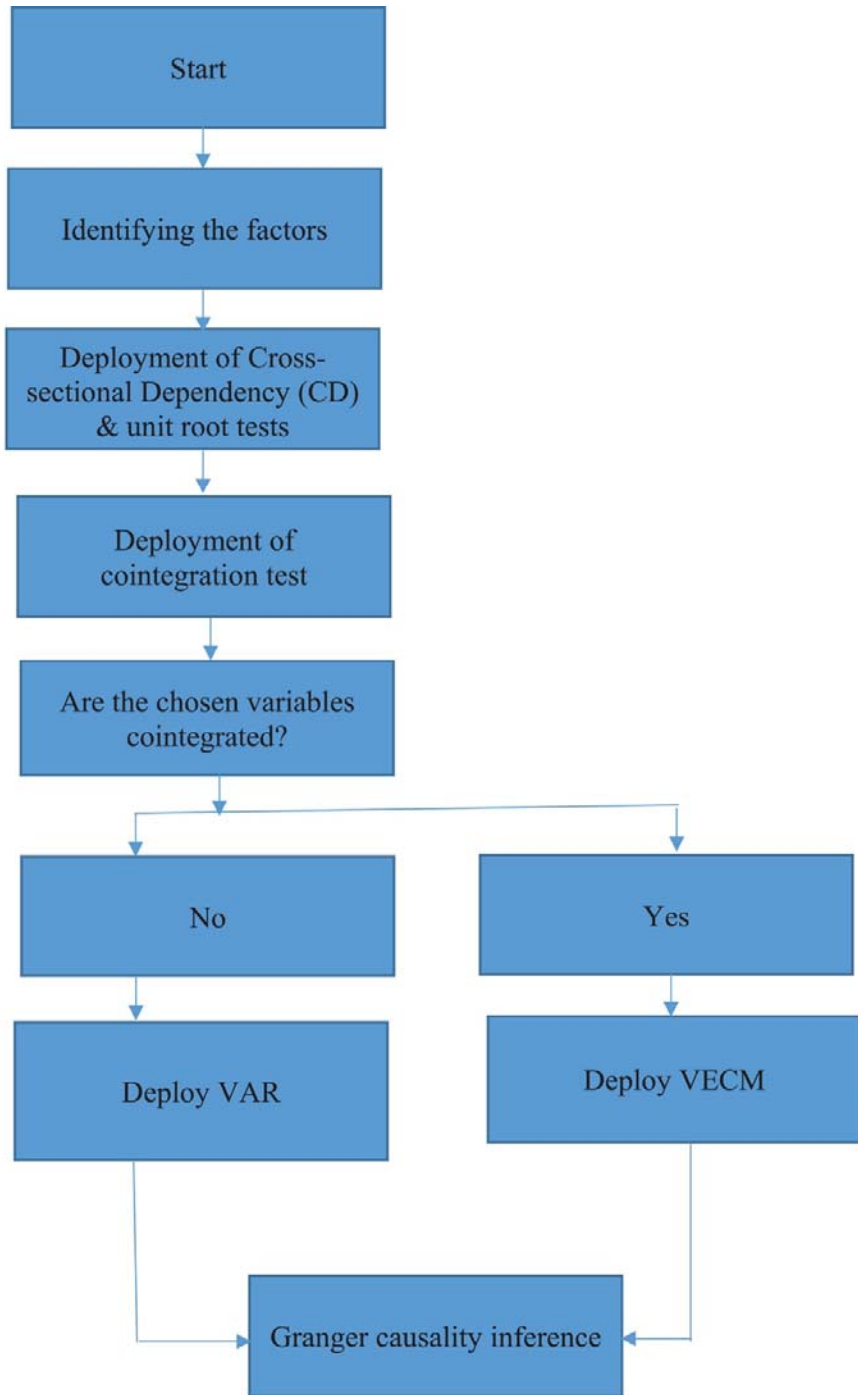 Start
Identifying the factors
Deployment of Cross-
sectional Dependency (CD)
& unit root tests
Deployment of
cointegration test
Are the chosen variables
cointegrated?
No
Yes
Deploy VAR
Deploy VECM
Granger causality inference